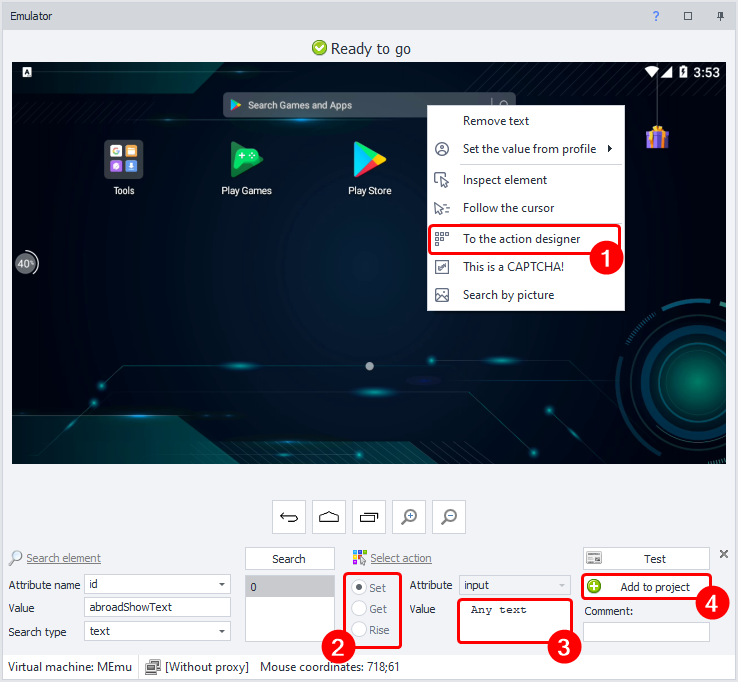 Emulator
?
Ready to go
A
3:53
Search Games and Apps
Remove text
Set the value from profile
Inspect element
Follow the cursor
To the action designer
1
This is a CAPTCHA!
Search by picture
Tools
Play Games
Play Store
40%
Search element
Search
Select action
Test
Attribute name
id
0
Set
Attribute
input
Add to project
4
Value
abroadShowText
Get
Value
Any text
Comment:
Search type
text
Rise
2
3
Virtual machine: MEmu
[Without proxy]
Mouse coordinates: 718;61